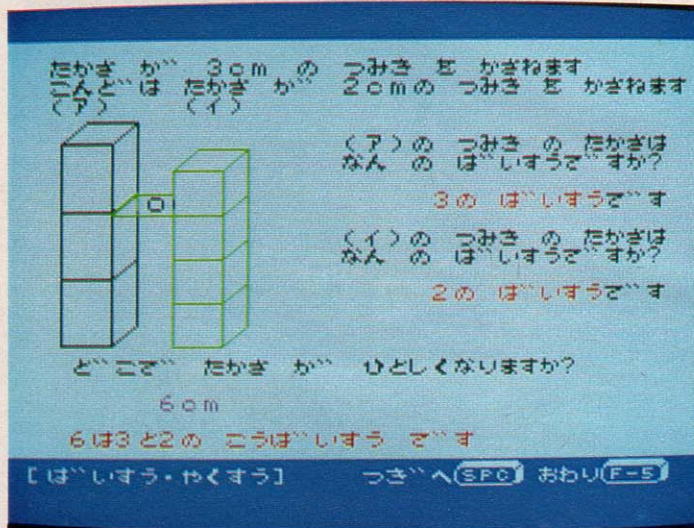 たかさ が 3cm の つみき を かさねます
こんど は たかさ が 2cmの つみき を かさねます
(ア) (イ)
(ア)の つみき の たかさは
なん の ばいすうですか?
3の ばいすうです
(イ)の つみき の たかさは
なん の ばいすうですか?
2の ばいすうです
どこで たかさ が ひとしくなりますか?
6cm
6は3と2の こうばいすう です
[ばいすう・やくすう] つぎへ(SPC) おわり(F-5)